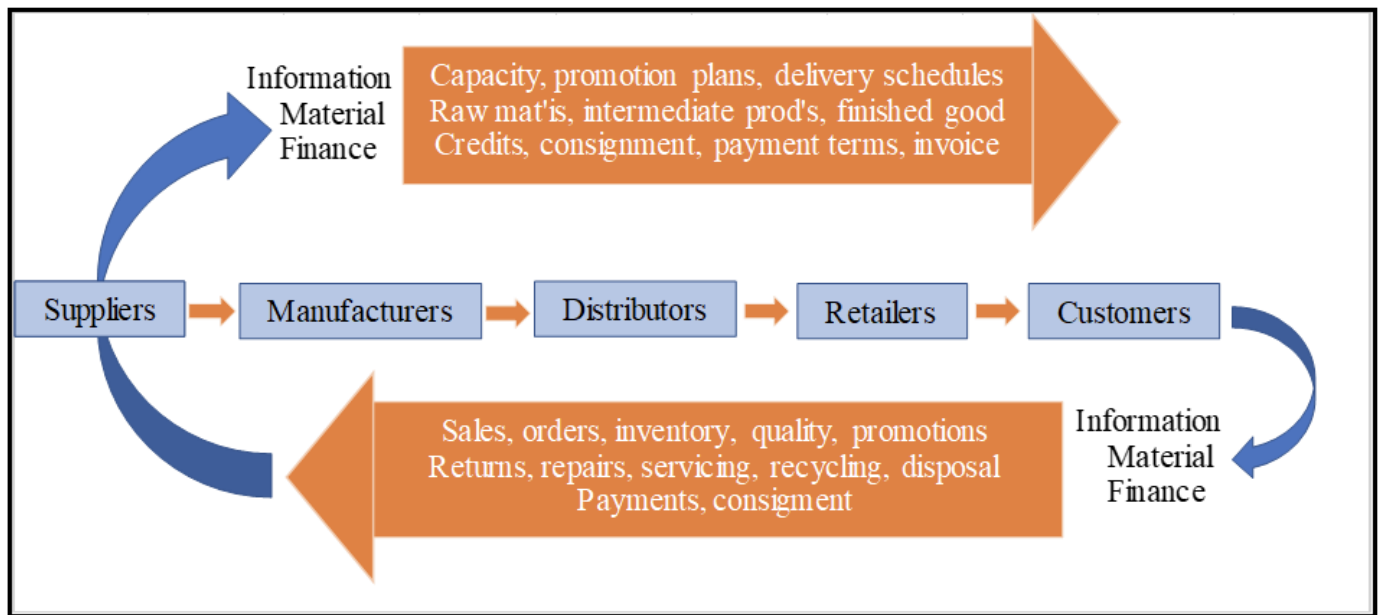 Information
Material
Finance
Capacity, promotion plans, delivery schedules
Raw mat'is, intermediate prod's, finished good
Credits, consignment, payment terms, invoice
Suppliers
Manufacturers
Distributors
Retailers
Customers
Sales, orders, inventory, quality, promotions
Returns, repairs, servicing, recycling, disposal
Payments, consigment
Information
Material
Finance